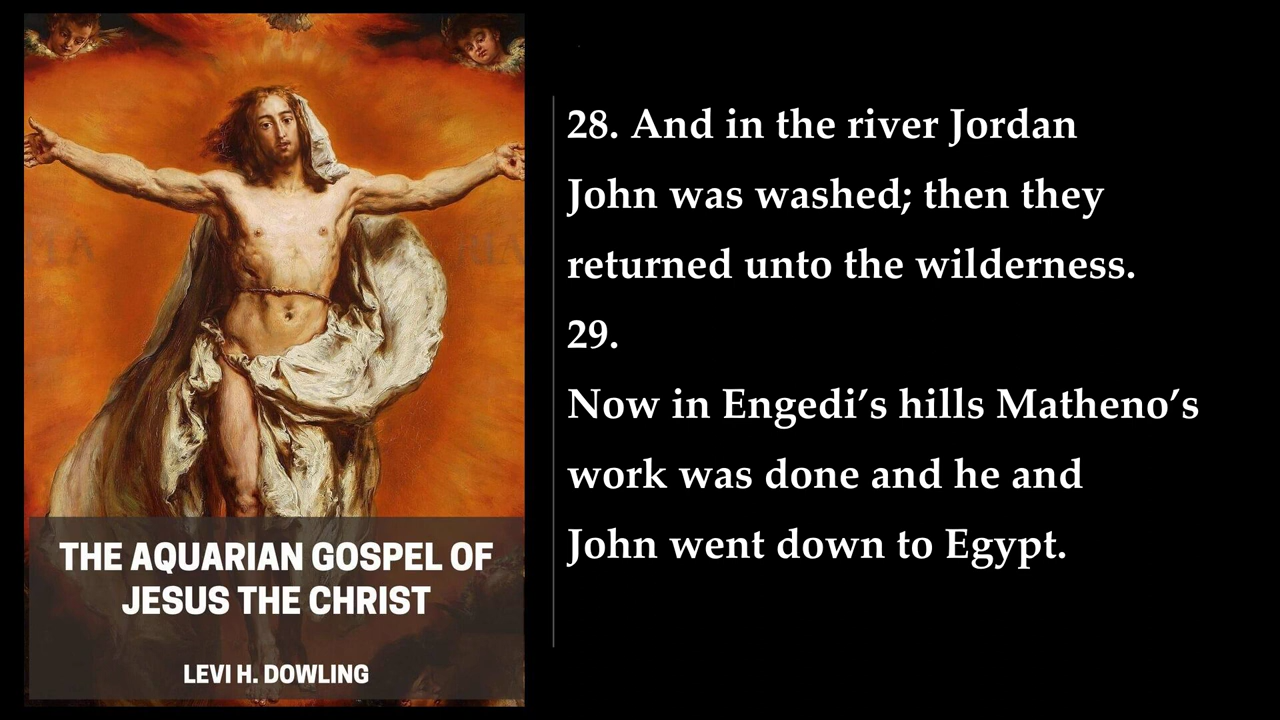 THE AQUARIAN GOSPEL OF
JESUS THE CHRIST
LEVI H. DOWLING
28. And in the river Jordan
John was washed; then they
returned unto the wilderness.
29.
Now in Engedi’s hills Matheno’s
work was done and he and
John went down to Egypt.